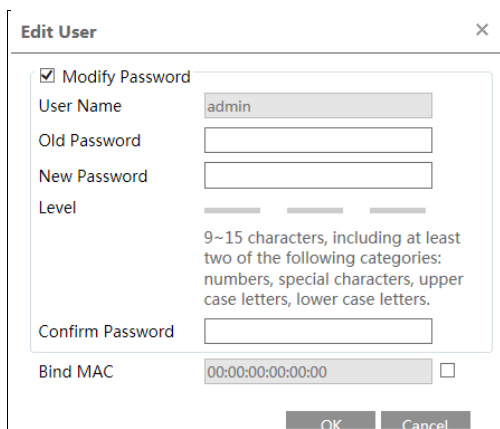 Edit User
Modify Password
User Name admin
Old Password
New Password
Level
9~15 characters, including at least
two of the following categories:
numbers, special characters, upper
case letters, lower case letters.
Confirm Password
Bind MAC 00:00:00:00:00:00
OK Cancel